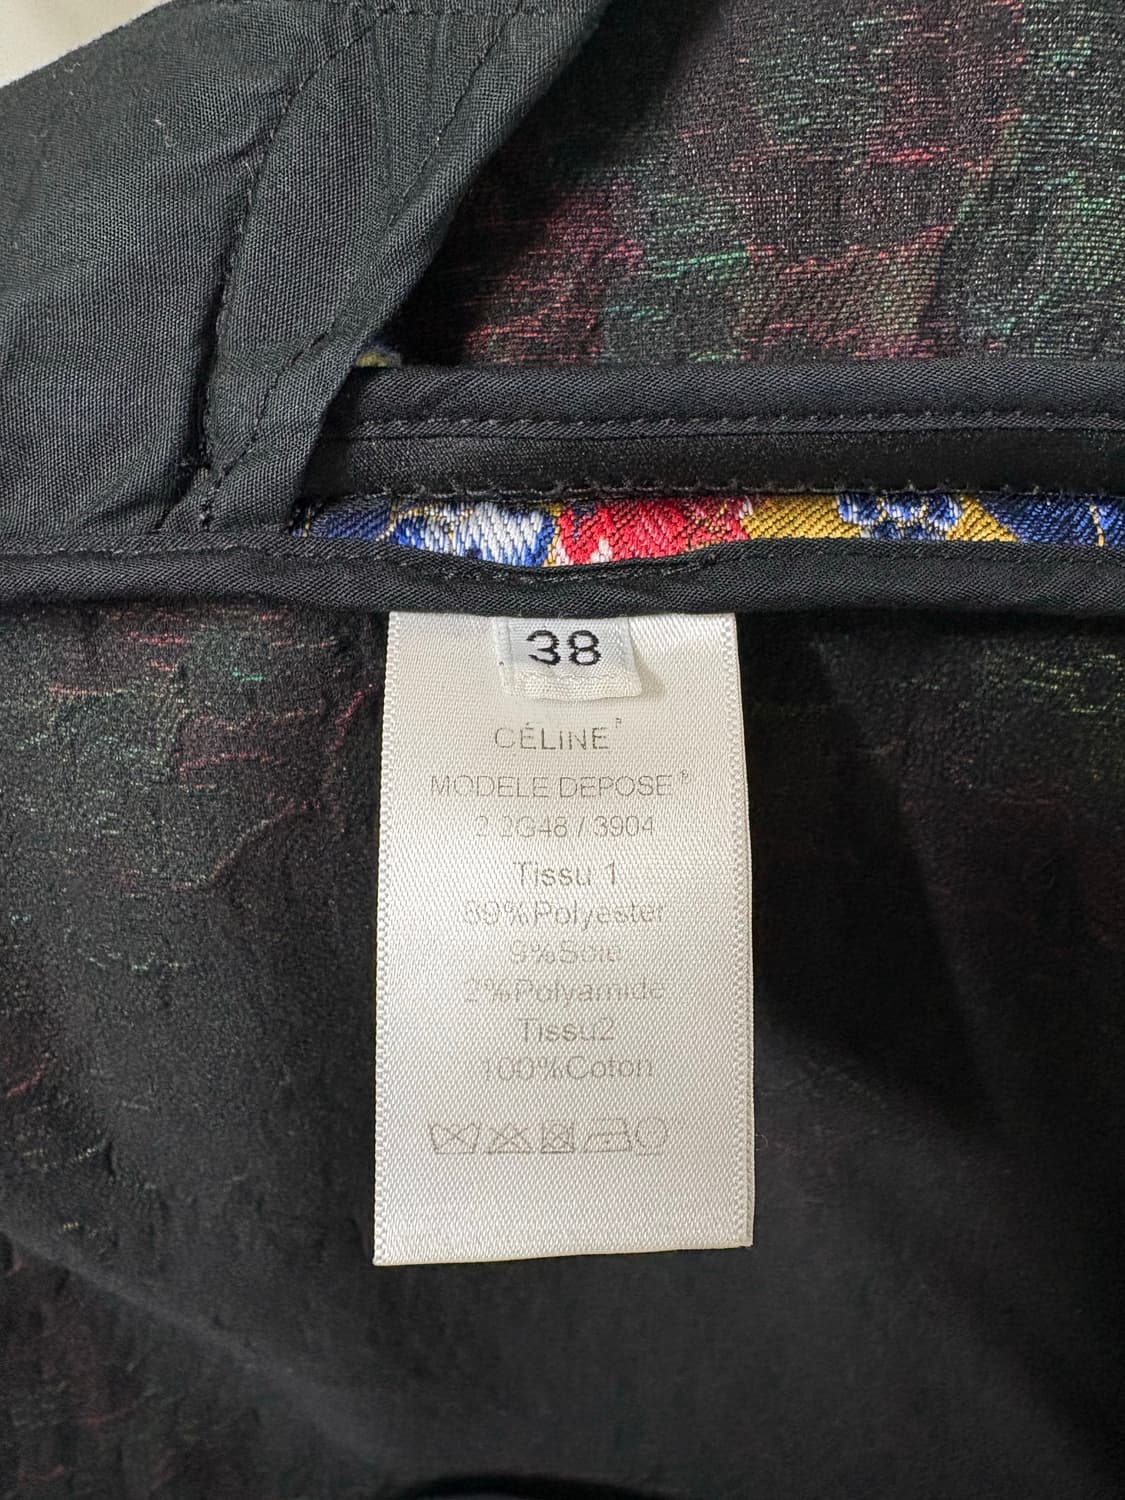 38
CÉLINE®
MODELE DEPOSE®
2 2G48 / 3904
Tissu 1
89%Polyester
9%Soie
2%Polyamide
Tissu2
100%Coton